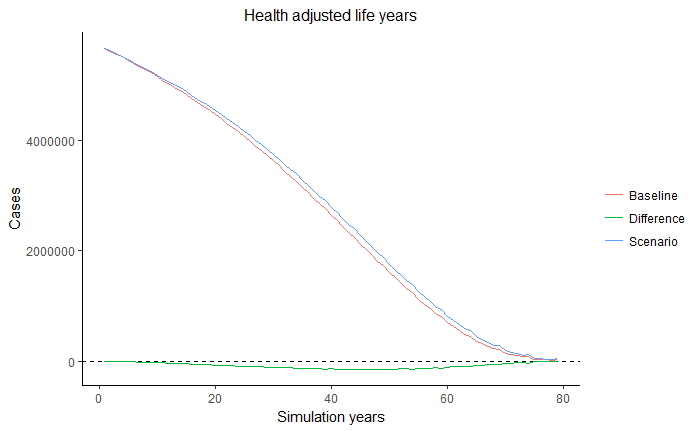 Health adjusted life years
Cases
4000000
2000000
0
0
20
40
60
80
Simulation years
Baseline
Difference
Scenario